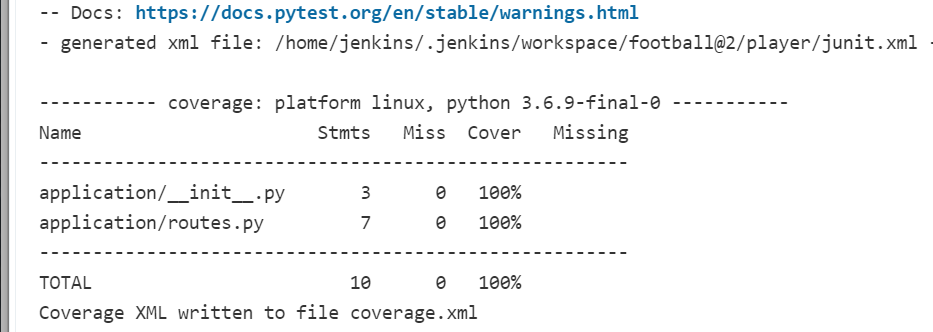 -- Docs: https://docs.pytest.org/en/stable/warnings.html
- generated xml file: /home/jenkins/.jenkins/workspace/football@2/player/junit.xml -
----------- coverage: platform linux, python 3.6.9-final-0 -----------
Name Stmts Miss Cover Missing
---------------------------------------------------------
application/__init__.py 3 0 100%
application/routes.py 7 0 100%
---------------------------------------------------------
TOTAL 10 0 100%
Coverage XML written to file coverage.xml